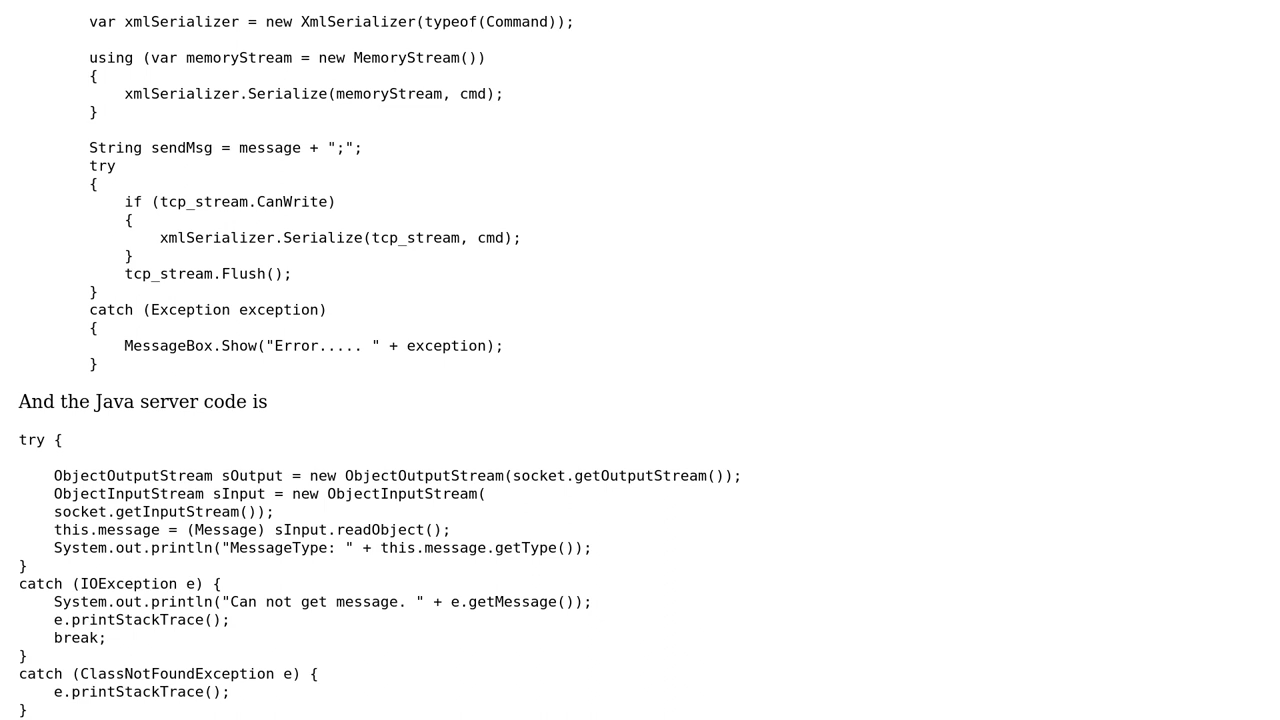 var xmlSerializer = new XmlSerializer(typeof(Command));
using (var memoryStream = new MemoryStream())
{
xmlSerializer.Serialize(memoryStream, cmd);
}
String sendMsg = message + ";";
try
{
if (tcp_stream.CanWrite)
{
xmlSerializer.Serialize(tcp_stream, cmd);
}
tcp_stream.Flush();
}
catch (Exception exception)
{
MessageBox.Show("Error..... " + exception);
}
And the Java server code is
try {
ObjectOutputStream sOutput = new ObjectOutputStream(socket.getOutputStream());
ObjectInputStream sInput = new ObjectInputStream(
socket.getInputStream());
this.message = (Message) sInput.readObject();
System.out.println("MessageType: " + this.message.getType());
}
catch (IOException e) {
System.out.println("Can not get message. " + e.getMessage());
e.printStackTrace();
break;
}
catch (ClassNotFoundException e) {
e.printStackTrace();
}